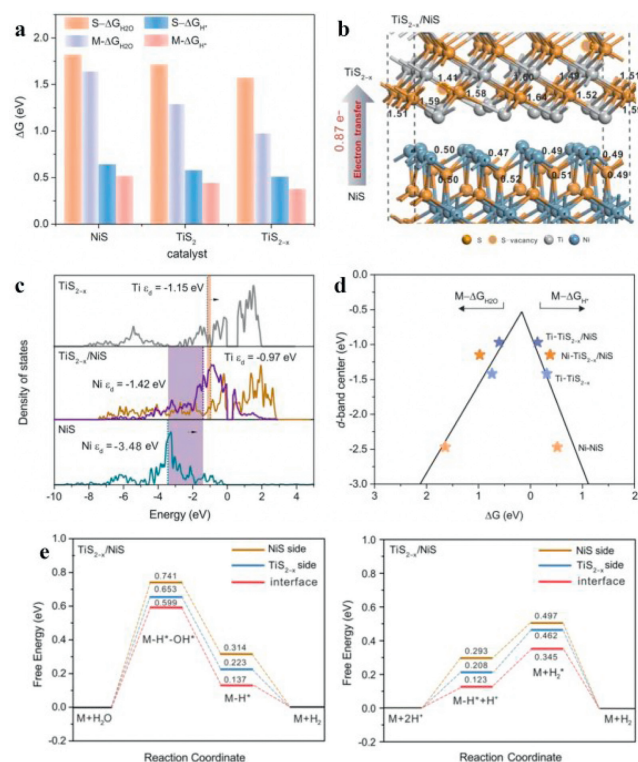 a
S-ΔG_H2O
S-ΔG_H*
M-ΔG_H2O
M-ΔG_H*
2.0
1.5
1.0
0.5
0.0
ΔG (eV)
NiS
TiS₂
TiS₂₋ₓ
catalyst
b
TiS₂₋ₓ/NiS
TiS₂₋ₓ
0.87 e-
Electron transfer
NiS
1.51
1.41
1.58
1.59
1.51
1.64
1.52
0.50
0.47
0.49
0.49
0.50
0.52
0.51
0.49
S
S-vacancy
Ti
Ni
c
TiS₂₋ₓ
Ti ε_d = -1.15 eV
TiS₂₋ₓ/NiS
Ti ε_d = -0.97 eV
Ni ε_d = -1.42 eV
NiS
Ni ε_d = -3.48 eV
Density of states
-10 -8 -6 -4 -2 0 2 4
Energy (eV)
d
M-ΔG_H2O
M-ΔG_H*
Ti-TiS₂₋ₓ/NiS
Ni-TiS₂₋ₓ/NiS
Ti-TiS₂₋ₓ
Ni-NiS
0.0
-0.5
-1.0
-1.5
-2.0
-2.5
-3.0
d-band center (eV)
3 2 1 0 1 2
ΔG (eV)
e
TiS₂₋ₓ/NiS
NiS side
TiS₂₋ₓ side
interface
1.0
0.8
0.6
0.4
0.2
0.0
-0.2
Free Energy (eV)
0.741
0.653
0.599
M-H*-OH*
0.314
0.223
0.137
M-H*
M+H₂O
M+H₂
Reaction Coordinate
TiS₂₋ₓ/NiS
NiS side
TiS₂₋ₓ side
interface
1.0
0.8
0.6
0.4
0.2
0.0
-0.2
Free Energy (eV)
0.497
0.462
0.345
M+H₂*
0.293
0.208
0.123
M-H*+H*
M+2H*
M+H₂
Reaction Coordinate